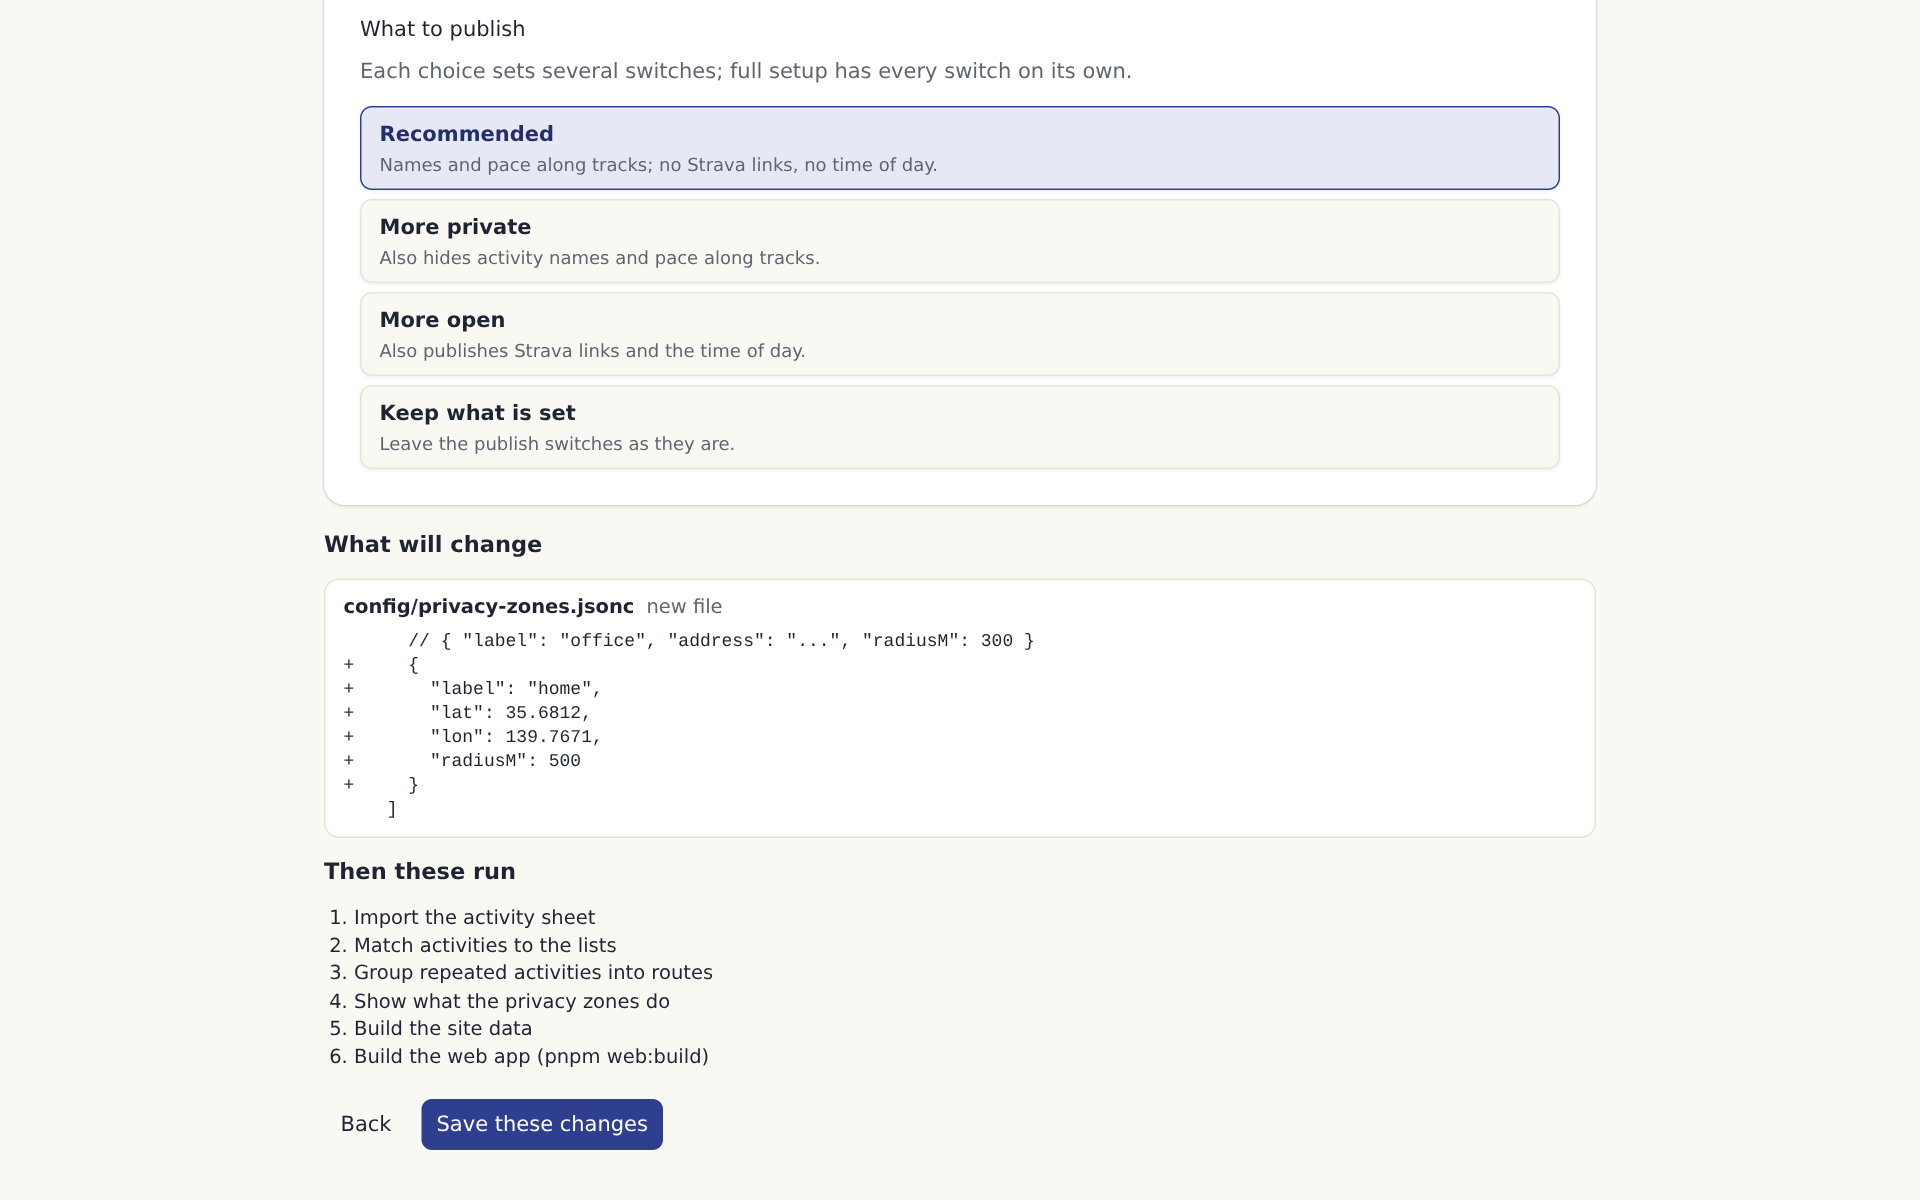 What to publish
Each choice sets several switches; full setup has every switch on its own.
Recommended
Names and pace along tracks; no Strava links, no time of day.
More private
Also hides activity names and pace along tracks.
More open
Also publishes Strava links and the time of day.
Keep what is set
Leave the publish switches as they are.
What will change
config/privacy-zones.jsonc new file
      // { "label": "office", "address": "...", "radiusM": 300 }
+     {
+       "label": "home",
+       "lat": 35.6812,
+       "lon": 139.7671,
+       "radiusM": 500
+     }
    ]
Then these run
1. Import the activity sheet
2. Match activities to the lists
3. Group repeated activities into routes
4. Show what the privacy zones do
5. Build the site data
6. Build the web app (pnpm web:build)
Back Save these changes